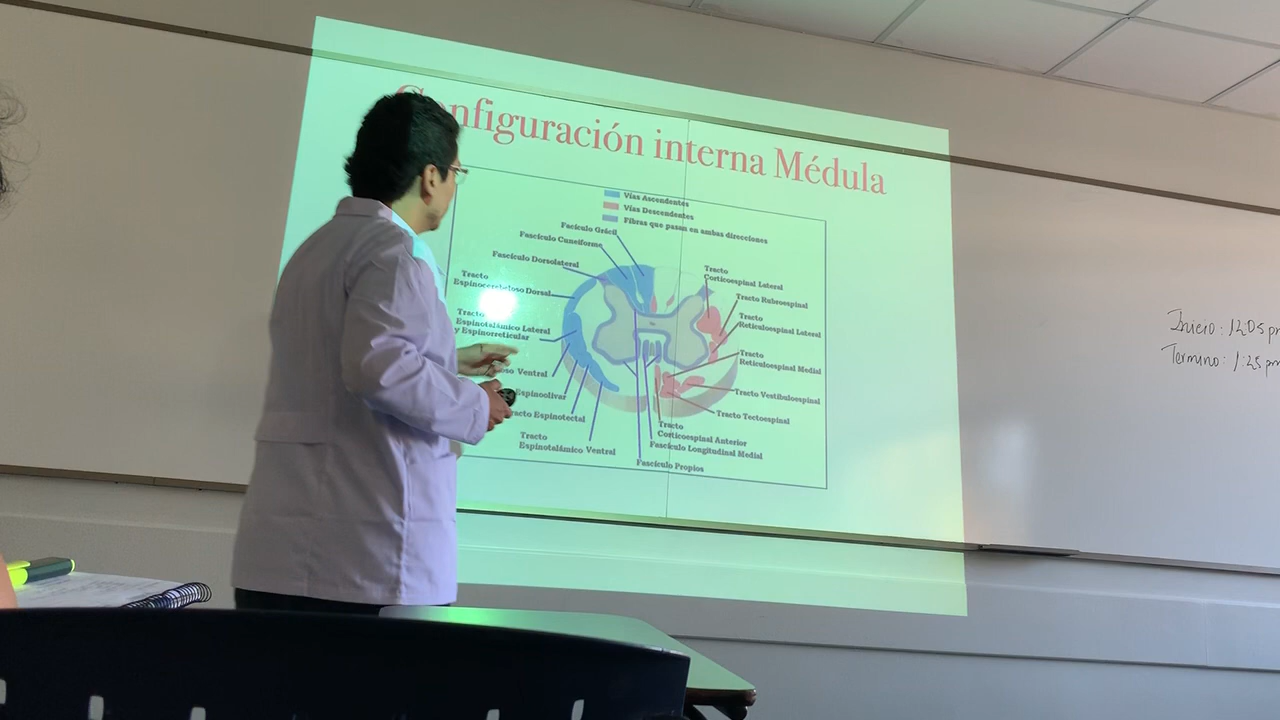 Configuración interna Médula
Vías Ascendentes
Vías Descendentes
Fibras que pasan en ambas direcciones
Fascículo Grácil
Fascículo Cuneiforme
Fascículo Dorsolateral
Tracto
Espinocerebeloso Dorsal
Tracto
Espinotalámico Lateral
y Espinorreticular
Ventral
Espinoolivar
Tracto Espinotectal
Tracto
Espinotalámico Ventral
Tracto
Corticoespinal Lateral
Tracto Rubroespinal
Tracto
Reticuloespinal Lateral
Tracto
Reticuloespinal Medial
Tracto Vestibuloespinal
Tracto Tectoespinal
Tracto
Corticoespinal Anterior
Fascículo Longitudinal Medial
Fascículo Propios
Inicio: 12:05 pm
Termino: 1:25 pm